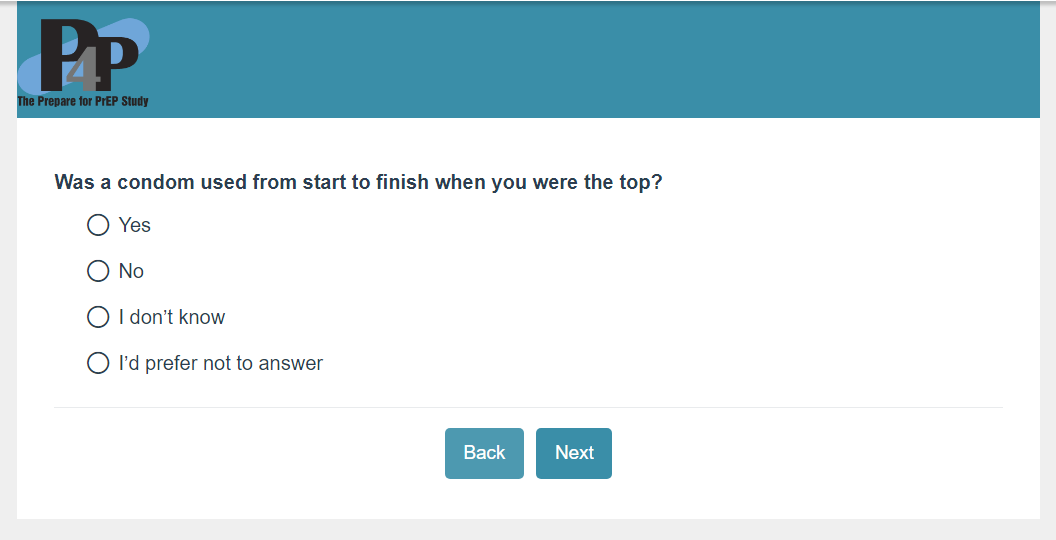 P4P
The Prepare for PrEP Study
Was a condom used from start to finish when you were the top?
Yes
No
I don’t know
I’d prefer not to answer
Back Next